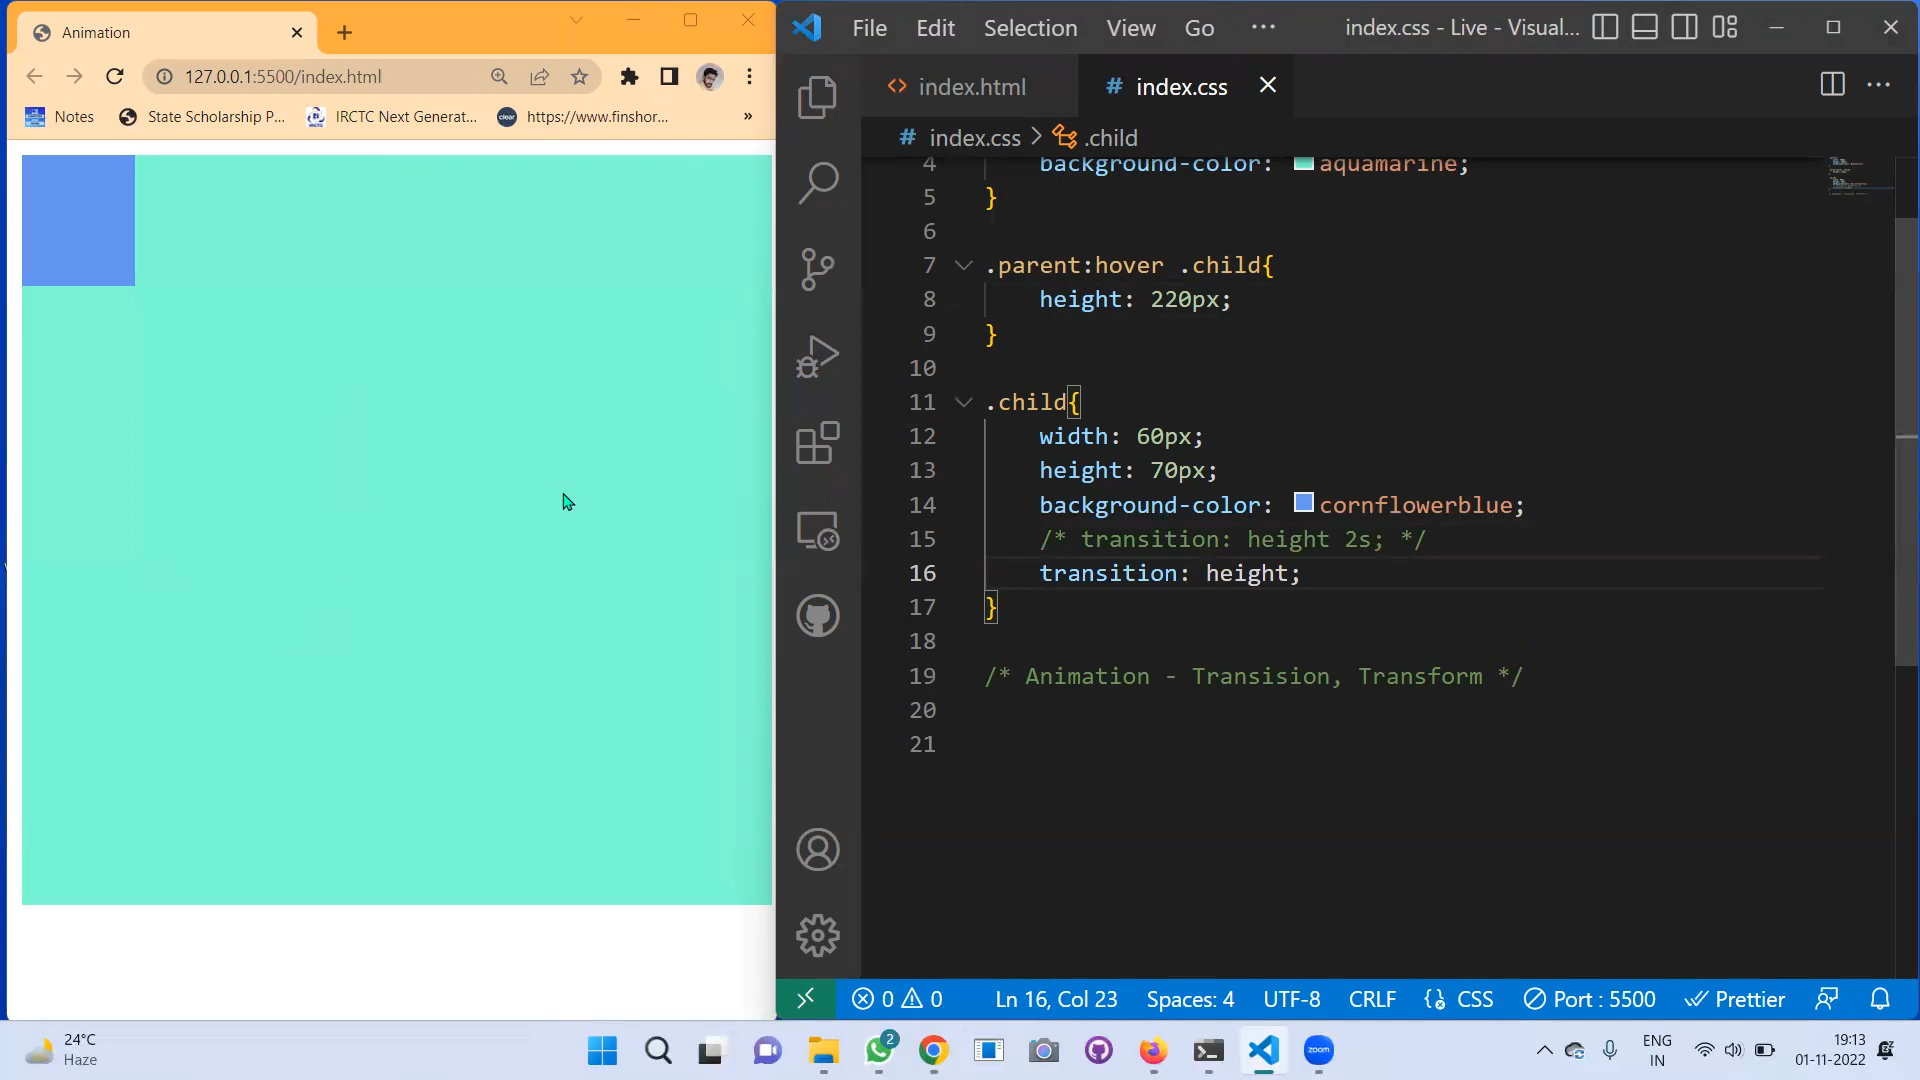 Animation
127.0.0.1:5500/index.html
Notes
State Scholarship P...
IRCTC Next Generat...
clear
https://www.finshor...
»
File Edit Selection View Go ···
index.css - Live - Visual...
index.html
# index.css
# index.css > .child
4 background-color: aquamarine;
5 }
6
7 .parent:hover .child{
8 height: 220px;
9 }
10
11 .child{
12 width: 60px;
13 height: 70px;
14 background-color: cornflowerblue;
15 /* transition: height 2s; */
16 transition: height;
17 }
18
19 /* Animation - Transision, Transform */
20
21
0 0
Ln 16, Col 23
Spaces: 4
UTF-8
CRLF
CSS
Port : 5500
Prettier
24°C
Haze
2
zoom
ENG
IN
19:13
01-11-2022